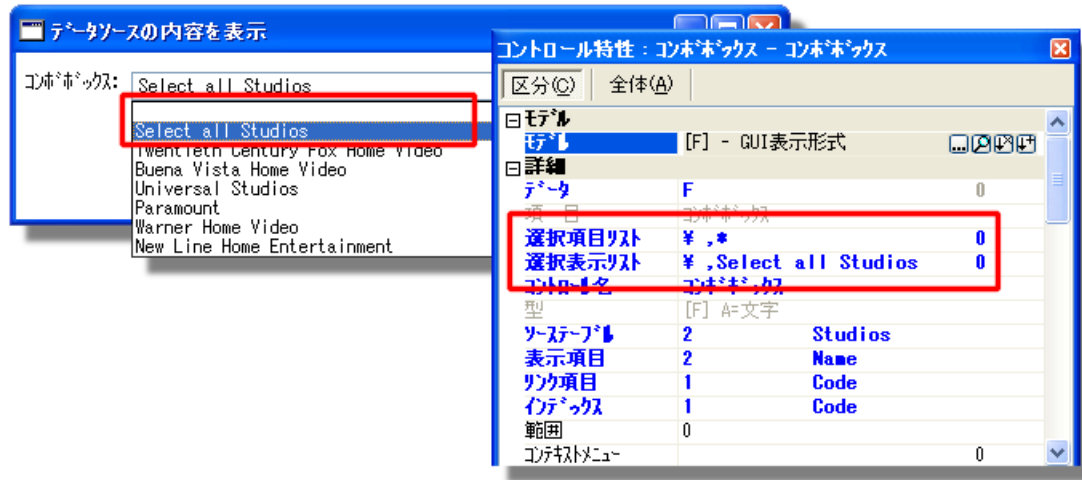 データソースの内容を表示
コンボボックス:
Select all Studios
Select all Studios
Twentieth Century Fox Home Video
Buena Vista Home Video
Universal Studios
Paramount
Warner Home Video
New Line Home Entertainment
コントロール特性:コンボボックス - コンボボックス
区分(C) 全体(A)
モデル
モデル [F] - GUI表示形式 ...
詳細
データ F 0
項 目 コンボボックス
選択項目リスト ¥ ,* 0
選択表示リスト ¥ ,Select all Studios 0
コントロール名 コンボボックス
型 [F] A=文字
ソーステーブル 2 Studios
表示項目 2 Name
リンク項目 1 Code
インデックス 1 Code
範囲 0
コンテキストメニュー 0